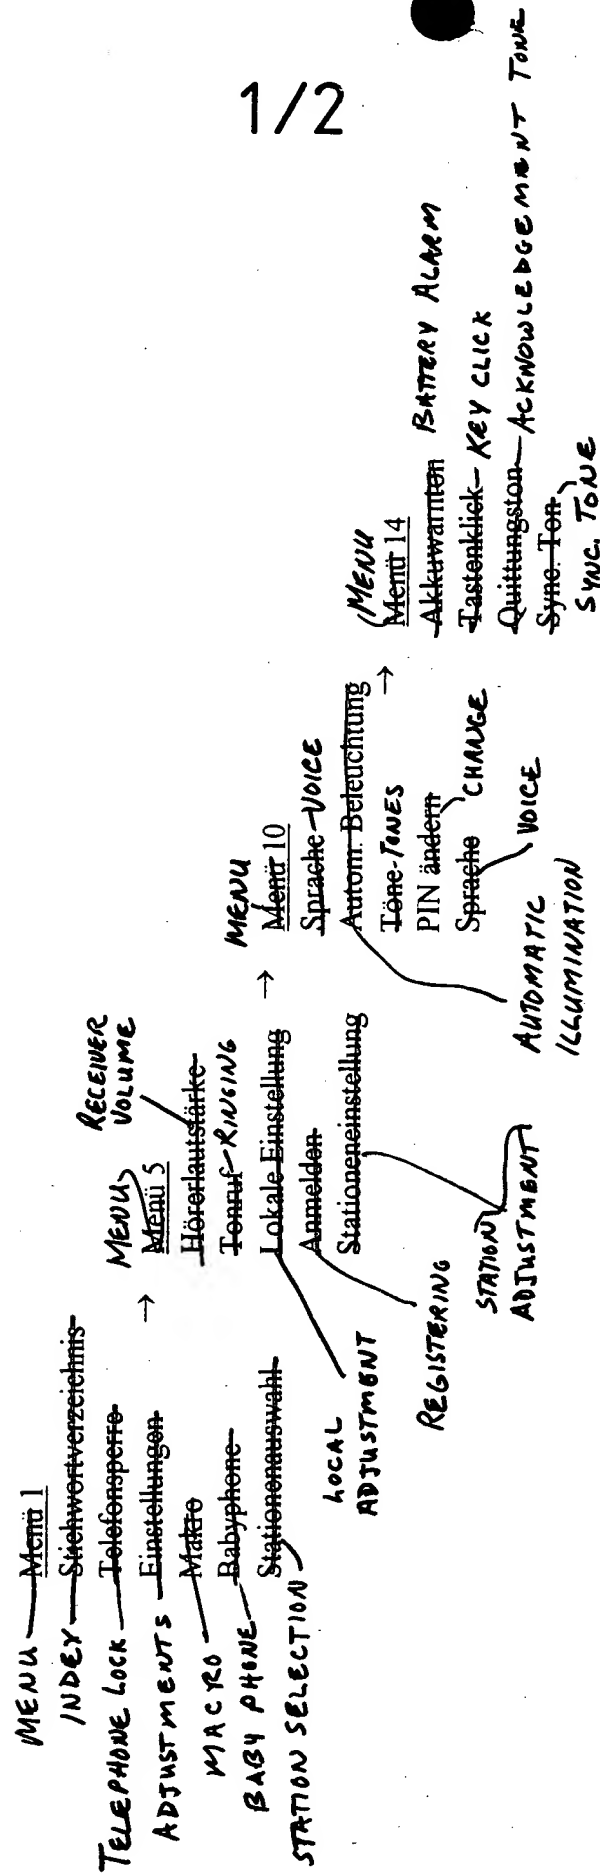 1/2
MENU Menü 1
INDEX Stichwortverzeichnis
TELEPHONE LOCK Telefonsperre
ADJUSTMENTS Einstellungen →
MACRO Makro
BABY PHONE Babyphone
STATION SELECTION Stationenauswahl
MENU
Menü 5
RECEIVER
VOLUME
Hörerlautstärke
Tonruf RINGING
Lokale Einstellung →
Anmelden
Stationeneinstellung
LOCAL
ADJUSTMENT
REGISTERING
STATION
ADJUSTMENT
MENU
Menü 10
Sprache VOICE
Autom. Beleuchtung
Töne TONES →
PIN ändern CHANGE
Sprache VOICE
AUTOMATIC
ILLUMINATION
MENU
Menü 14
Akkuwarnton BATTERY ALARM
Tastenklick KEY CLICK
Quittungston ACKNOWLEDGEMENT TONE
Sync. Ton
SYNC. TONE